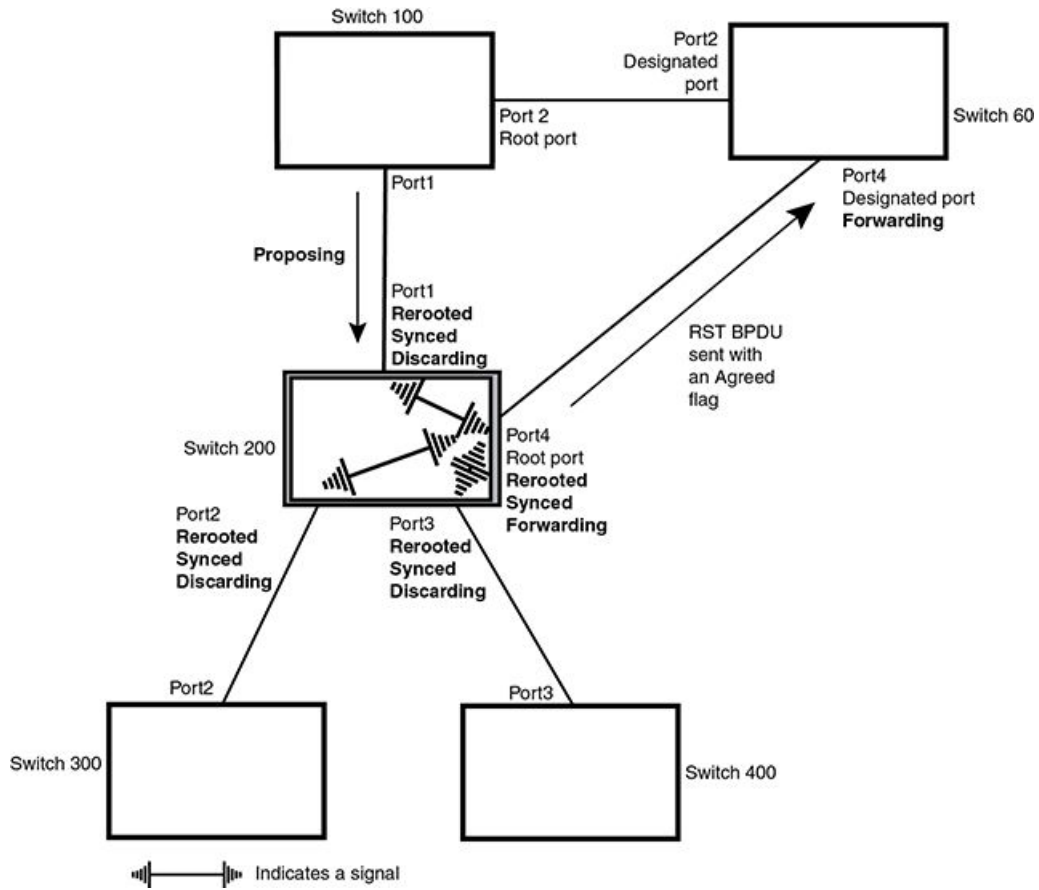 Switch 100
Port2
Designated
port
Switch 60
Port 2
Root port
Port1
Port4
Designated port
Forwarding
Proposing
Port1
Rerooted
Synced
Discarding
RST BPDU
sent with
an Agreed
flag
Switch 200
Port4
Root port
Rerooted
Synced
Forwarding
Port2
Rerooted
Synced
Discarding
Port3
Rerooted
Synced
Discarding
Port2
Port3
Switch 300
Switch 400
Indicates a signal